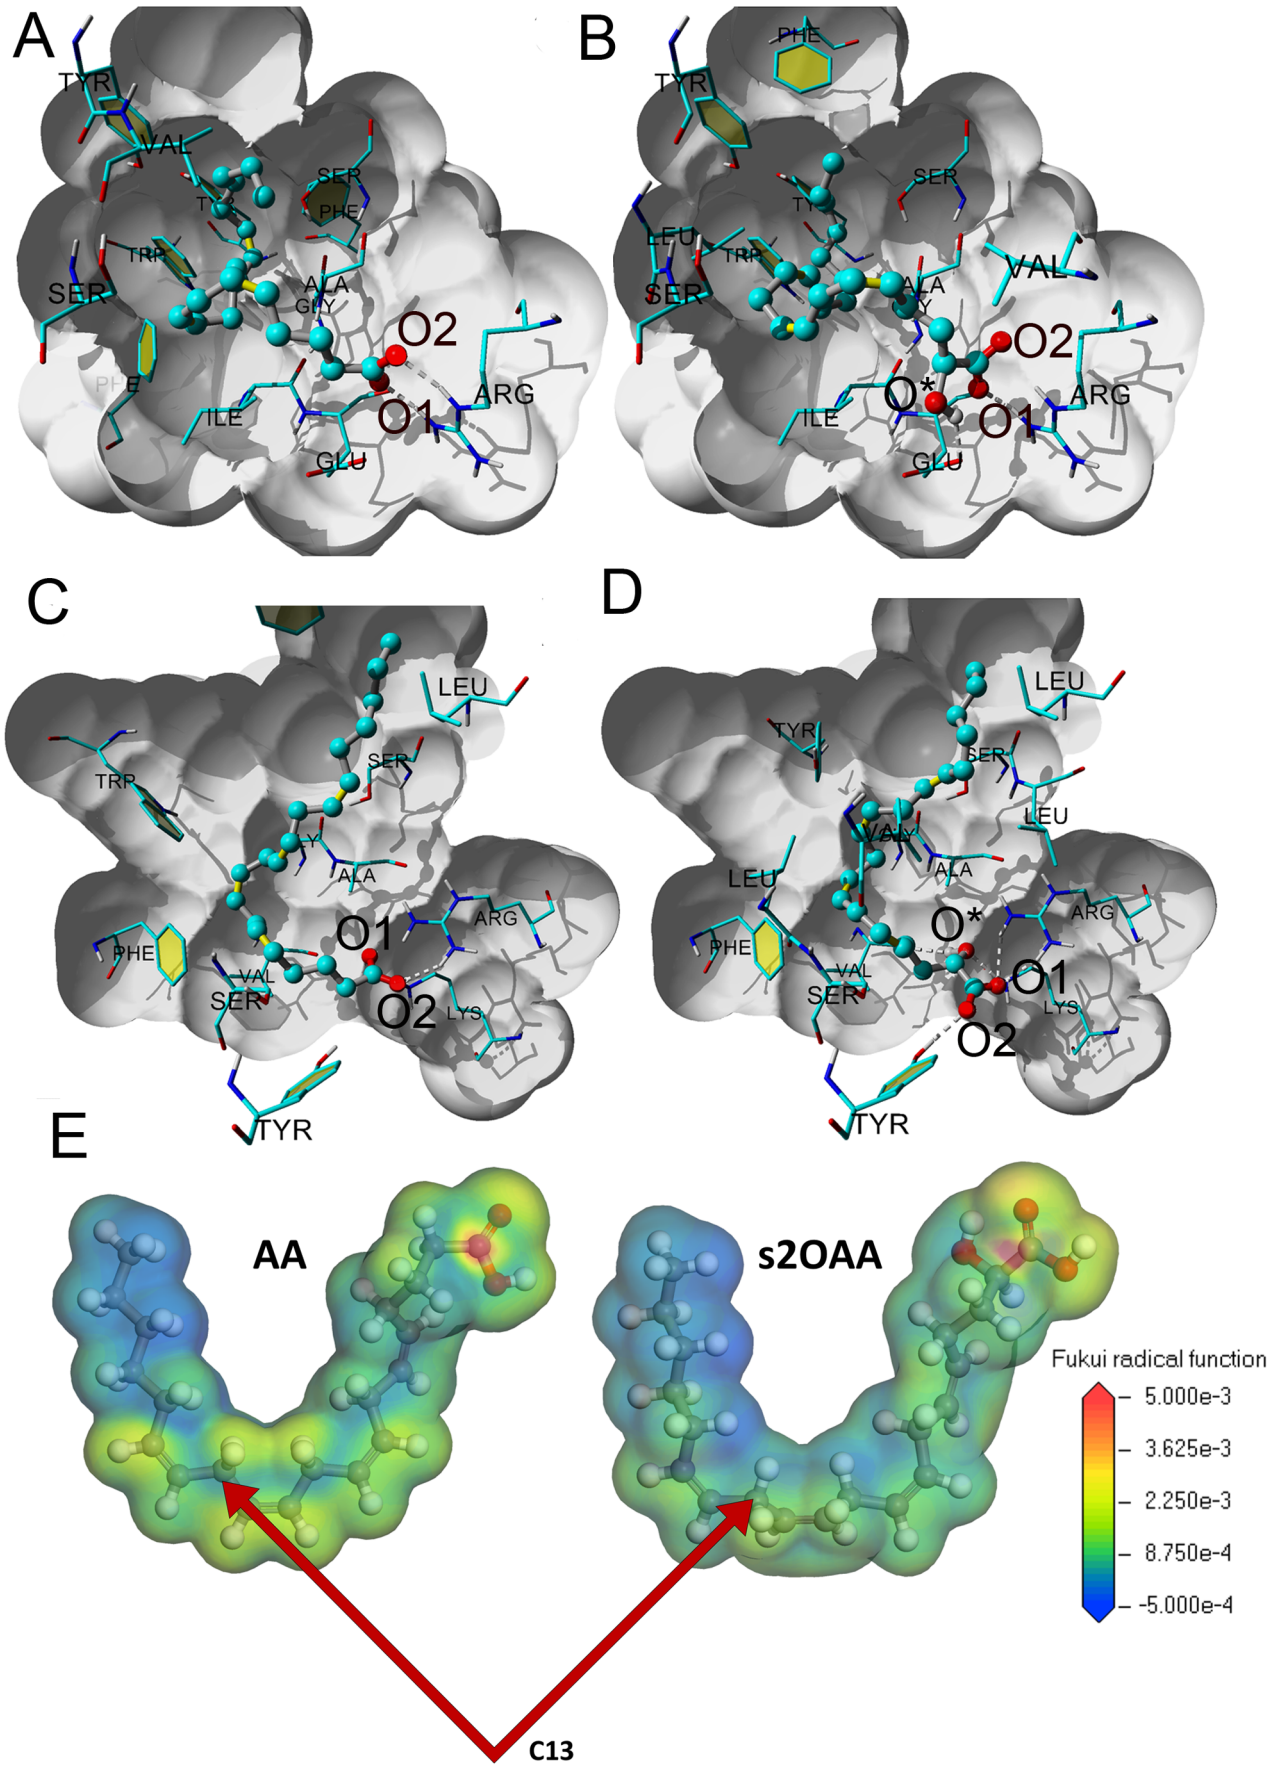 A
TYR
VAL
SER
PHE
TRP
SER
ALA
GLY
O2
PHE
ARG
O1
ILE
GLU
B
PHE
TYR
SER
LEU
TRP
VAL
SER
ALA
O2
O*
ARG
O1
ILE
GLU
C
LEU
SER
TRP
ALA
O1
ARG
PHE
VAL
SER
O2
LYS
TYR
D
LEU
TYR
SER
LEU
VAL
ALA
LEU
O*
ARG
PHE
VAL
O1
SER
LYS
O2
TYR
E
AA
s2OAA
Fukui radical function
5.000e-3
3.625e-3
2.250e-3
8.750e-4
-5.000e-4
C13